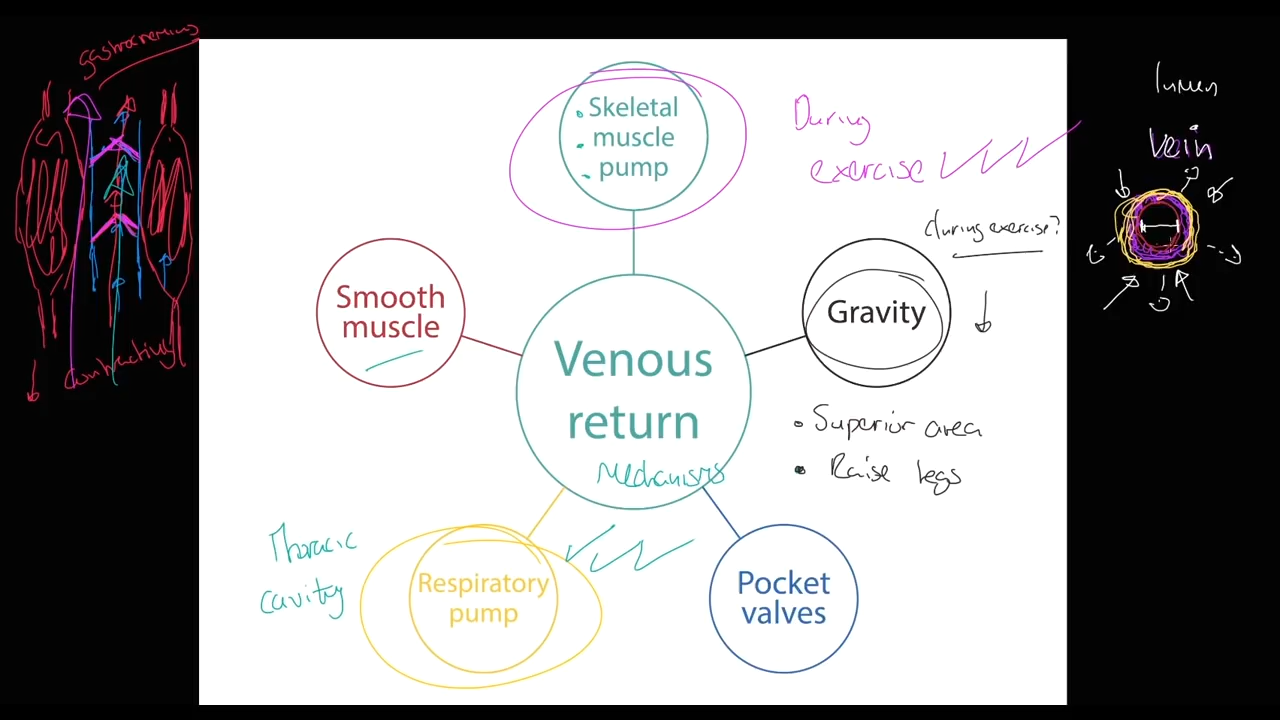 gastrocnemius
Skeletal
muscle
pump
During
exercise
lumen
vein
during exercise?
Smooth
muscle
Gravity
Venous
return
Mechanisms
• Superior area
• Raise legs
contracting
Thoracic
cavity
Respiratory
pump
Pocket
valves